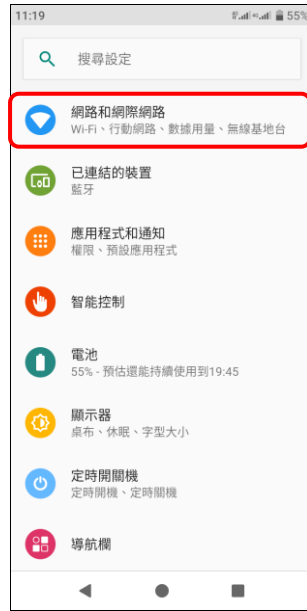 11:19
55%
搜尋設定
網路和網際網路
Wi-Fi、行動網路、數據用量、無線基地台
已連結的裝置
藍牙
應用程式和通知
權限、預設應用程式
智能控制
電池
55% - 預估還能持續使用到19:45
顯示器
桌布、休眠、字型大小
定時開關機
定時開機、定時關機
導航欄